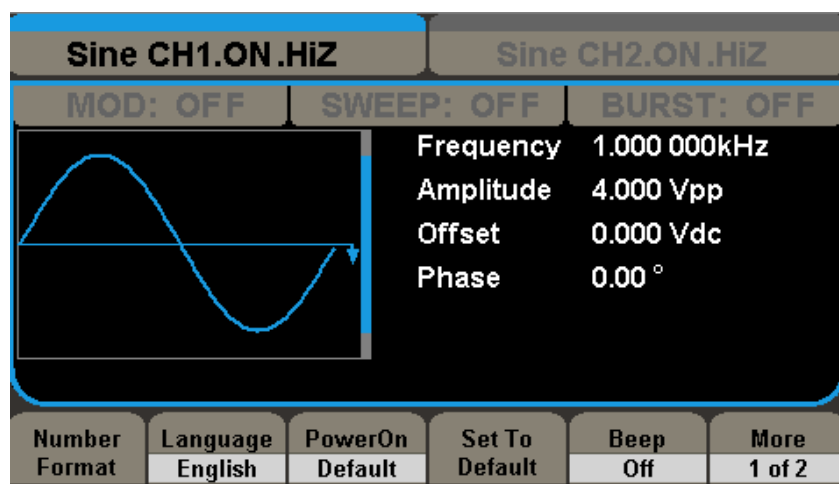 Sine CH1.ON.HiZ
Sine CH2.ON.HiZ
MOD: OFF
SWEEP: OFF
BURST: OFF
Frequency 1.000 000kHz
Amplitude 4.000 Vpp
Offset 0.000 Vdc
Phase 0.00 °
Number Format
Language English
PowerOn Default
Set To Default
Beep Off
More 1 of 2